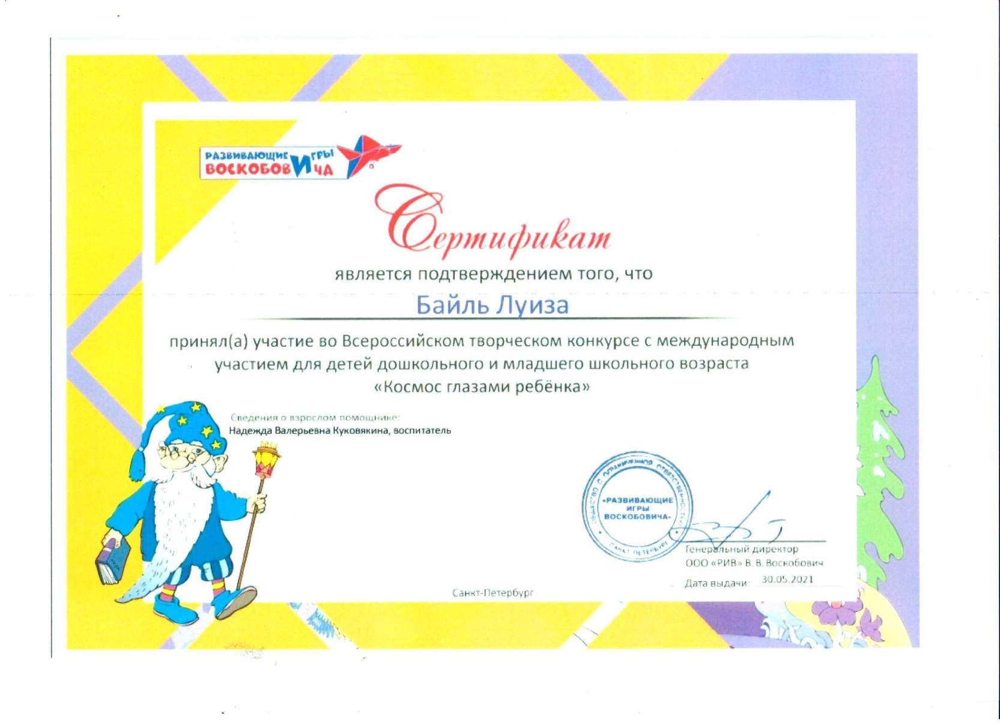 РАЗВИВАЮЩИЕ ИГРЫ
ВОСКОБОВИЧА
Сертификат
является подтверждением того, что
Байль Луиза
принял(а) участие во Всероссийском творческом конкурсе с международным
участием для детей дошкольного и младшего школьного возраста
«Космос глазами ребёнка»
Сведения о взрослом помощнике:
Надежда Валерьевна Куковякина, воспитатель
ОБЩЕСТВО С ОГРАНИЧЕННОЙ ОТВЕТСТВЕННОСТЬЮ
«РАЗВИВАЮЩИЕ
ИГРЫ
ВОСКОБОВИЧА»
САНКТ-ПЕТЕРБУРГ
Генеральный директор
ООО «РИВ» В. В. Воскобович
Дата выдачи: 30.05.2021
Санкт-Петербург